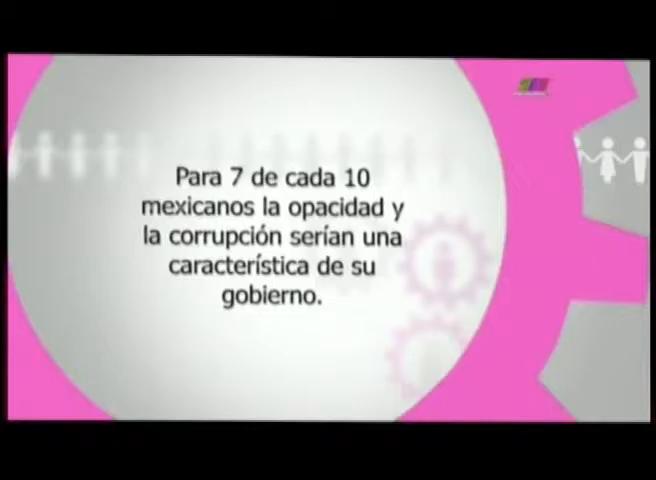 Para 7 de cada 10
mexicanos la opacidad y
la corrupción serían una
característica de su
gobierno.